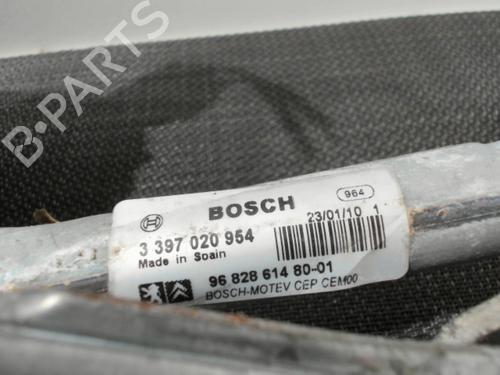 B-PARTS
BOSCH
964
23/01/10 1
3 397 020 964
Made in Spain
96 828 614 80-01
BOSCH-MOTEV CEP CEM00